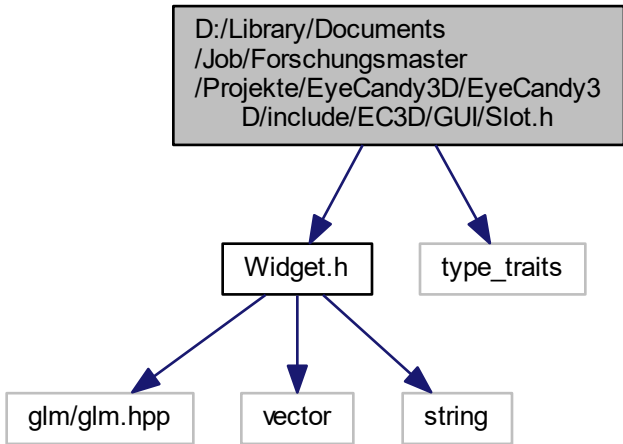 D:/Library/Documents
/Job/Forschungsmaster
/Projekte/EyeCandy3D/EyeCandy3
D/include/EC3D/GUI/Slot.h
Widget.h
type_traits
glm/glm.hpp
vector
string